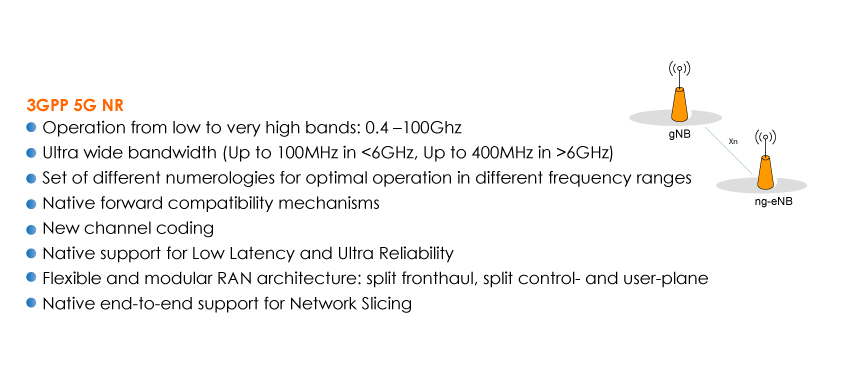 3GPP 5G NR
Operation from low to very high bands: 0.4 –100Ghz
Ultra wide bandwidth (Up to 100MHz in <6GHz, Up to 400MHz in >6GHz)
Set of different numerologies for optimal operation in different frequency ranges
Native forward compatibility mechanisms
New channel coding
Native support for Low Latency and Ultra Reliability
Flexible and modular RAN architecture: split fronthaul, split control- and user-plane
Native end-to-end support for Network Slicing
gNB
Xn
ng-eNB